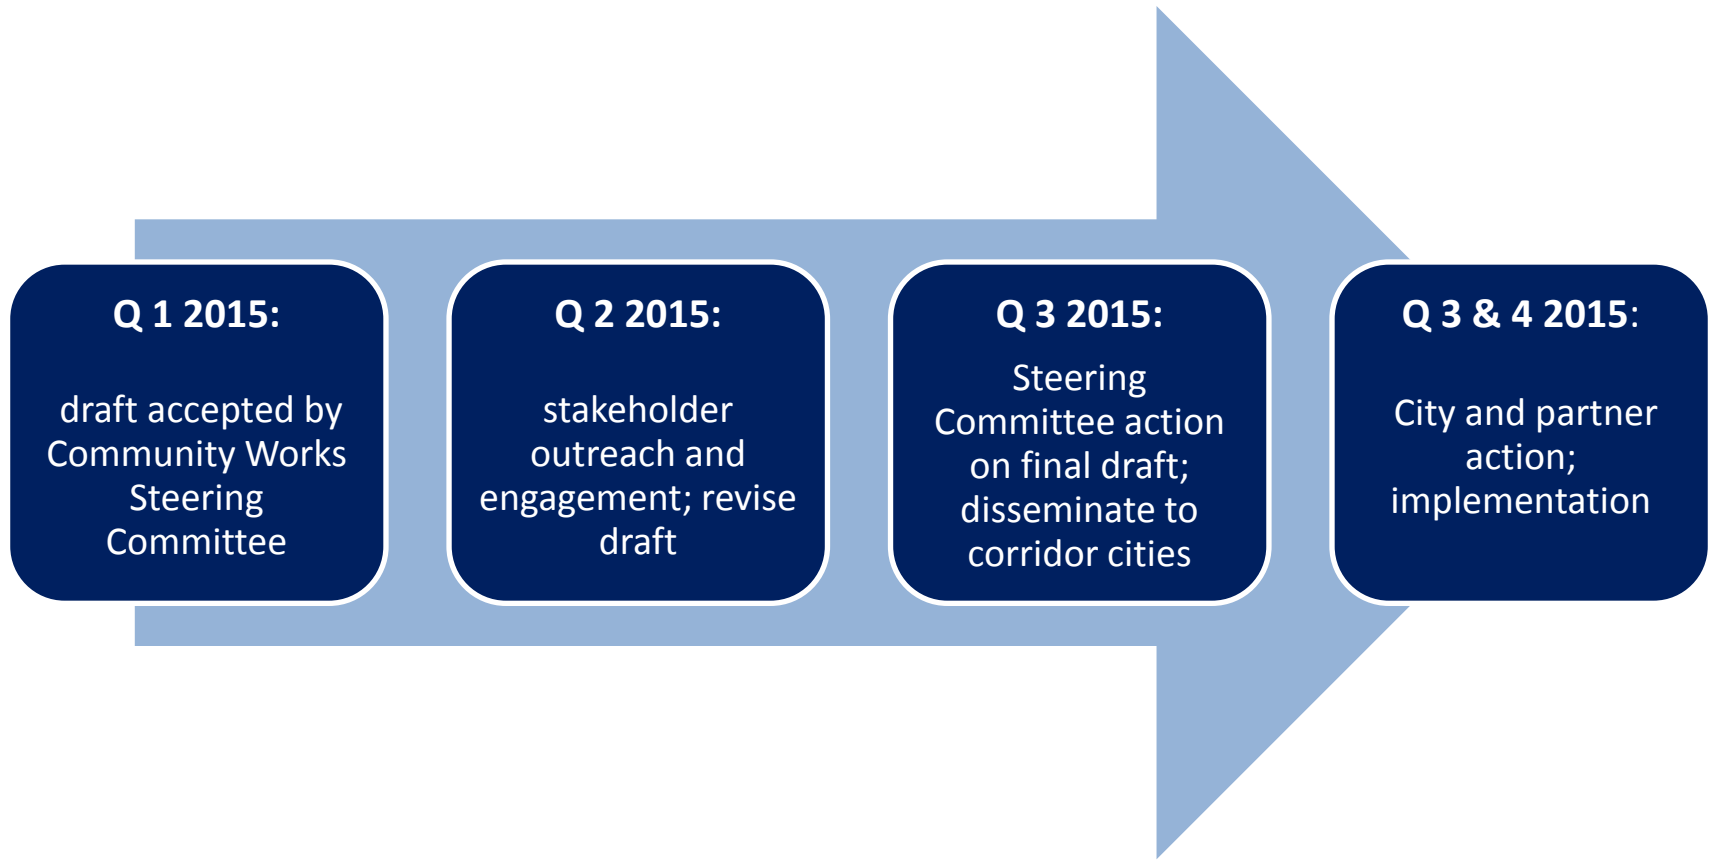 Q 1 2015:
draft accepted by
Community Works
Steering
Committee
Q 2 2015:
stakeholder
outreach and
engagement; revise
draft
Q 3 2015:
Steering
Committee action
on final draft;
disseminate to
corridor cities
Q 3 & 4 2015:
City and partner
action;
implementation